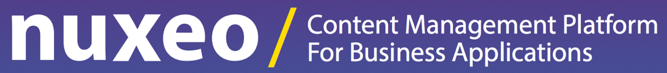 nuxeo / Content Management Platform
For Business Applications